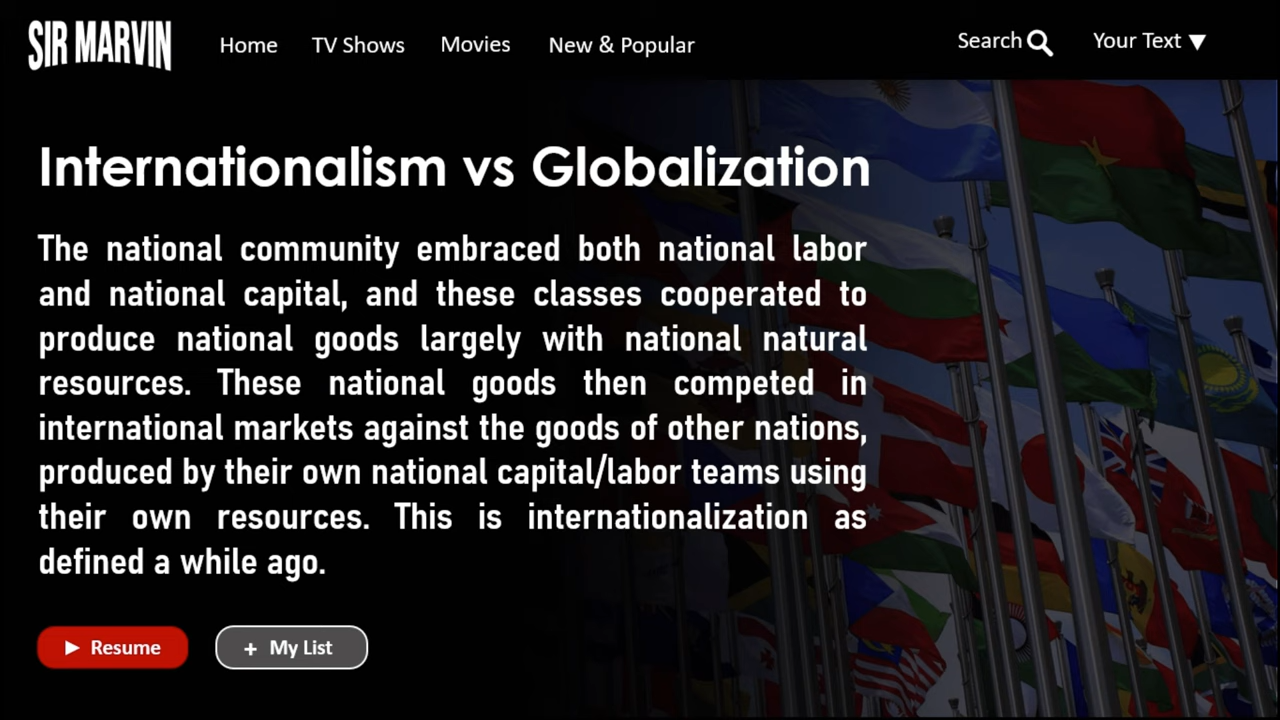 SIR MARVIN
Home
TV Shows
Movies
New & Popular
Search
Your Text
Internationalism vs Globalization
The national community embraced both national labor
and national capital, and these classes cooperated to
produce national goods largely with national natural
resources. These national goods then competed in
international markets against the goods of other nations,
produced by their own national capital/labor teams using
their own resources. This is internationalization as
defined a while ago.
Resume
+ My List